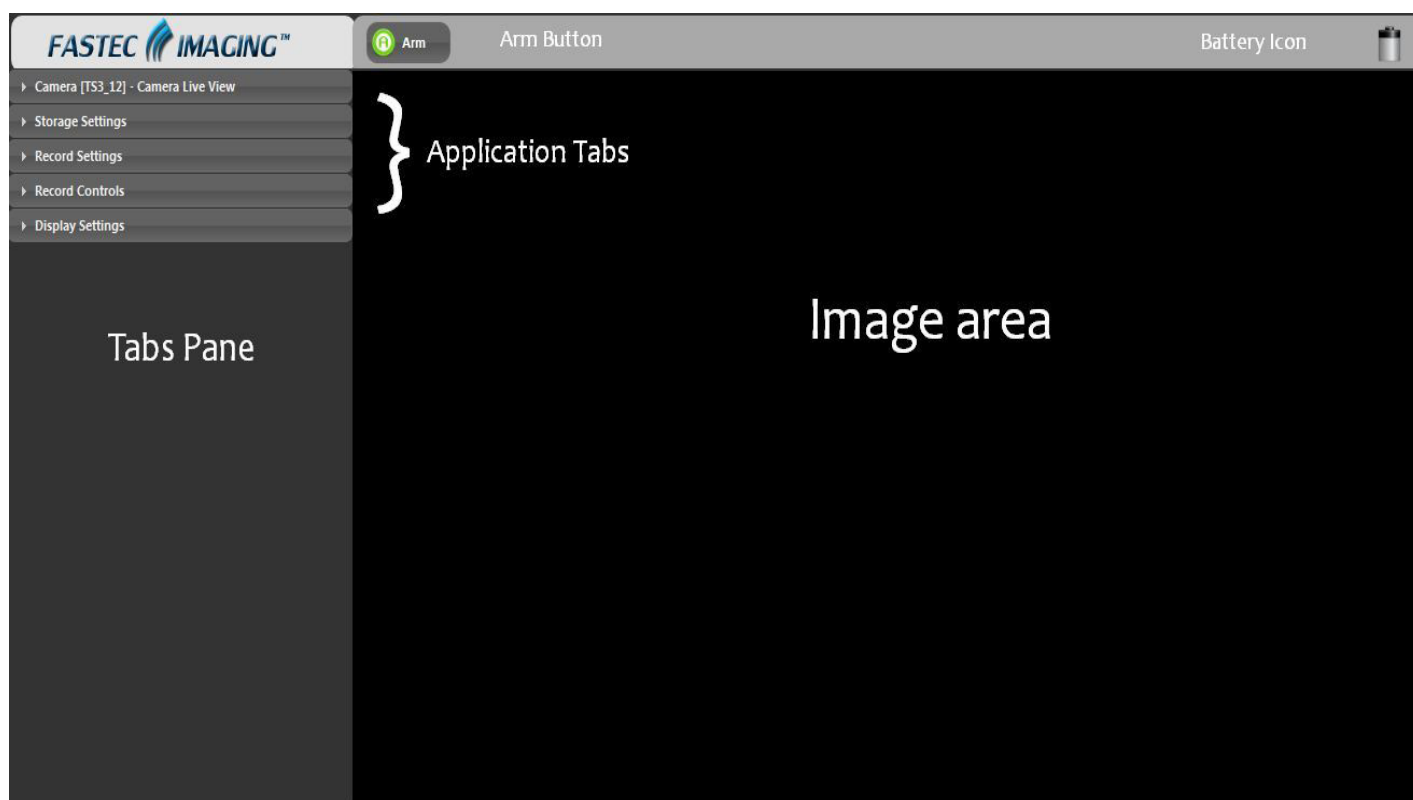 FASTEC IMAGING™
Arm
Arm Button
Battery Icon
Camera [TS3_12] - Camera Live View
Storage Settings
Record Settings
Record Controls
Display Settings
Application Tabs
Tabs Pane
Image area